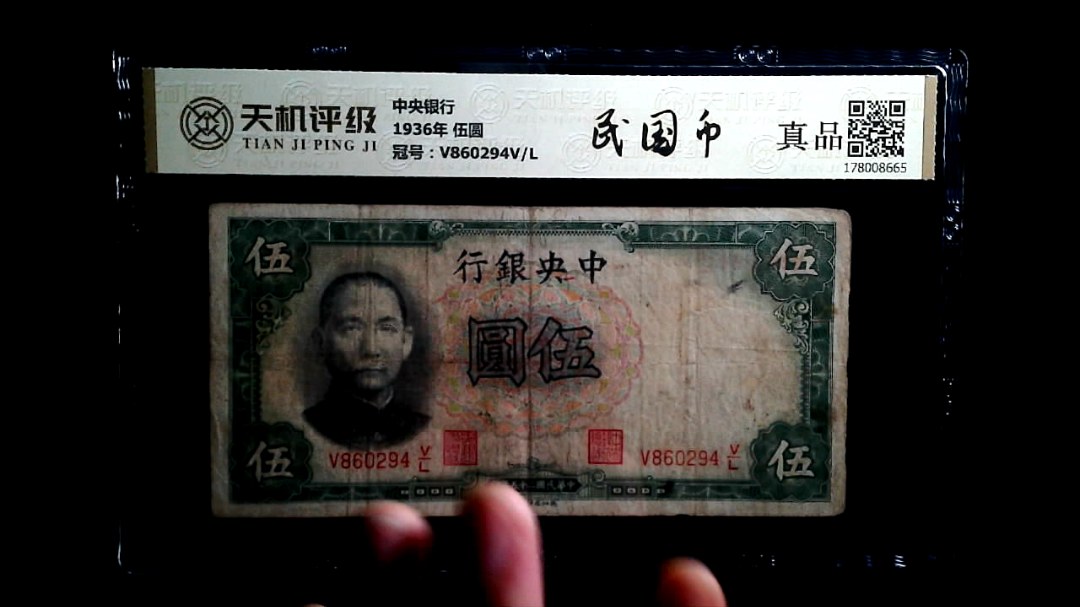 天机评级
TIAN JI PING JI
中央银行
1936年 伍圆
冠号：V860294V/L
民国币
真品
178008665
伍
伍
行銀央中
圓伍
V860294 V/L
V860294 V/L
伍
伍